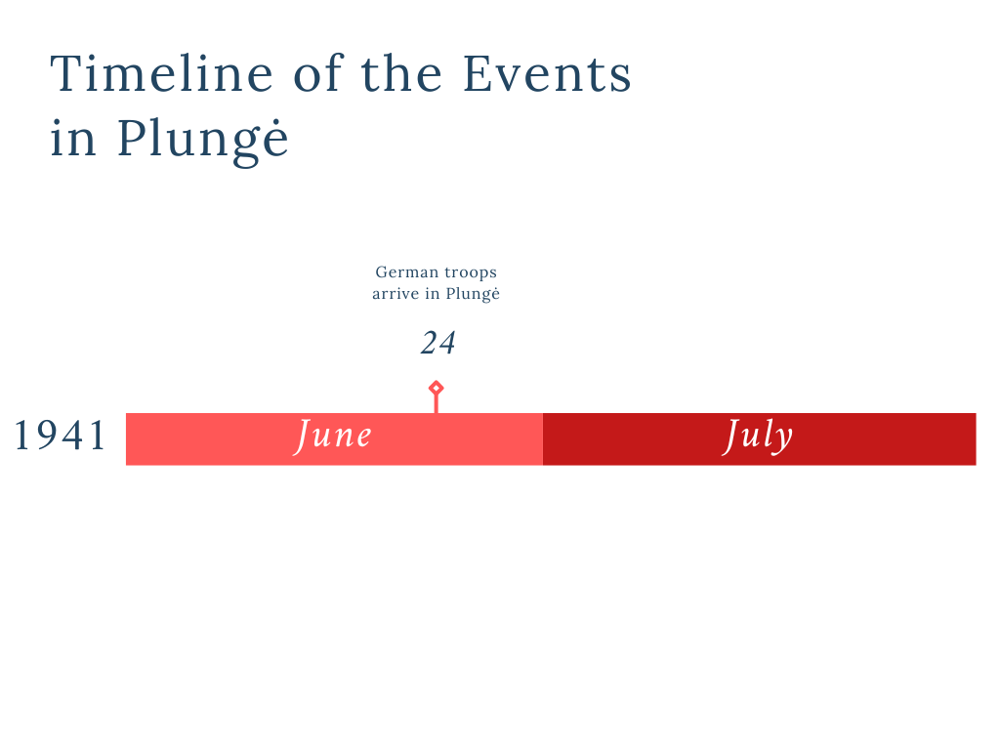 Timeline of the Events
in Plungė
German troops
arrive in Plungė
24
1941
June
July